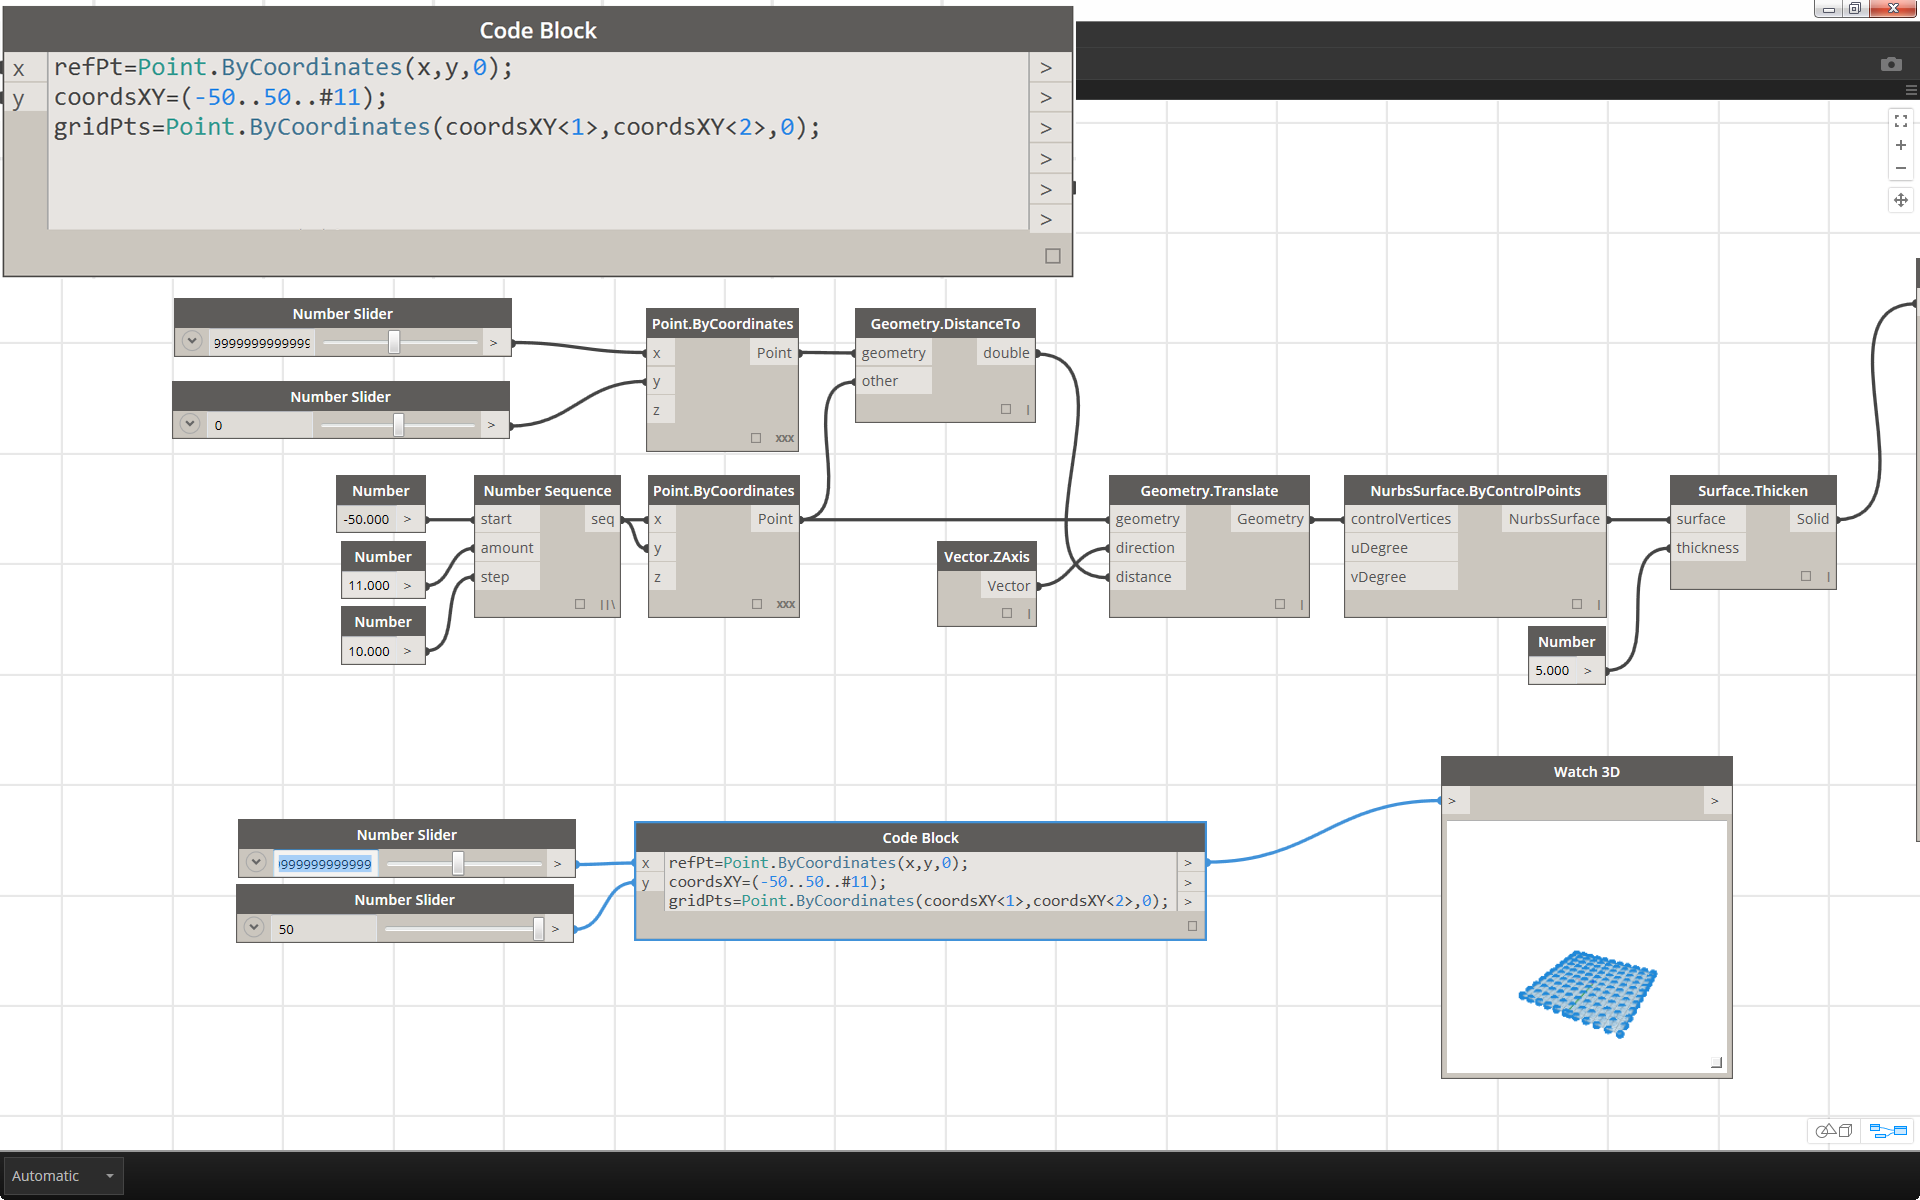 Code Block
x
refPt=Point.ByCoordinates(x,y,0);
>
y
coordsXY=(-50..50..#11);
>
gridPts=Point.ByCoordinates(coordsXY<1>,coordsXY<2>,0);
>
>
>
>
Number Slider
9999999999999
>
Number Slider
0
>
Point.ByCoordinates
x
Point
y
z
xxx
Geometry.DistanceTo
geometry
double
other
Number
-50.000
>
Number
11.000
>
Number
10.000
>
Number Sequence
start
seq
amount
step
Point.ByCoordinates
x
Point
y
z
xxx
Vector.ZAxis
Vector
Geometry.Translate
geometry
Geometry
direction
distance
NurbsSurface.ByControlPoints
controlVertices
NurbsSurface
uDegree
vDegree
Surface.Thicken
surface
Solid
thickness
Number
5.000
>
Watch 3D
>
>
Number Slider
999999999999
>
Number Slider
50
>
Code Block
x
refPt=Point.ByCoordinates(x,y,0);
>
y
coordsXY=(-50..50..#11);
>
gridPts=Point.ByCoordinates(coordsXY<1>,coordsXY<2>,0);
>
Automatic